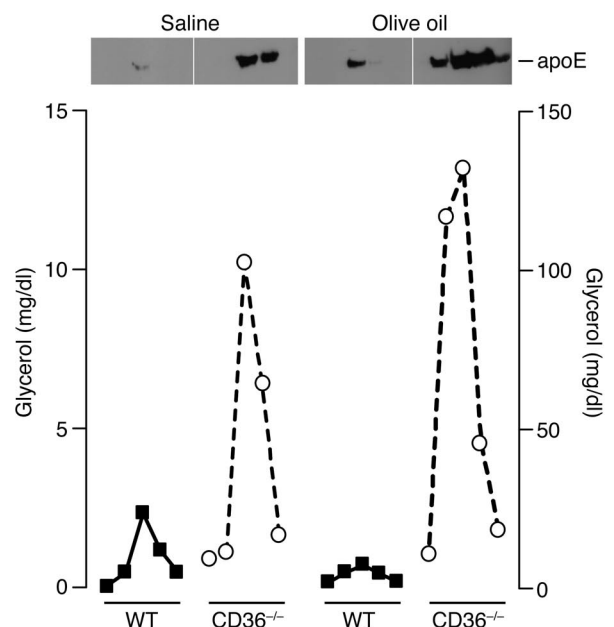 Saline Olive oil
apoE
15 150
10 100
Glycerol (mg/dl) Glycerol (mg/dl)
5 50
0 0
WT CD36–/– WT CD36–/–